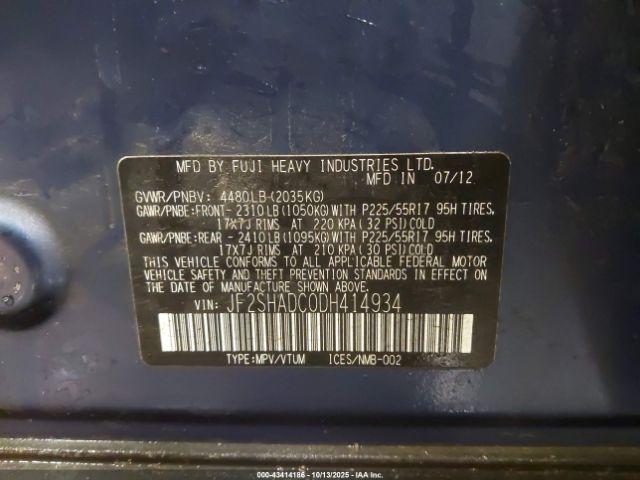 MFD BY FUJI HEAVY INDUSTRIES LTD.
MFD IN 07/12
GVWR/PNBV: 4480LB(2035KG)
GAWR/PNBE:FRONT- 2310LB(1050KG)WITH P225/55R17 95H TIRES,
17X7J RIMS AT 220 KPA(32 PSI)COLD
GAWR/PNBE:REAR - 2410LB(1095KG)WITH P225/55R17 95H TIRES,
17X7J RIMS AT 210 KPA(30 PSI)COLD
THIS VEHICLE CONFORMS TO ALL APPLICABLE FEDERAL MOTOR
VEHICLE SAFETY AND THEFT PREVENTION STANDARDS IN EFFECT ON
THE DATE OF MANUFACTURE SHOWN ABOVE.
VIN: JF2SHADC0DH414934
TYPE:MPV/VTUM ICES/NMB-002
000-43414186 - 10/13/2025 - IAA Inc.